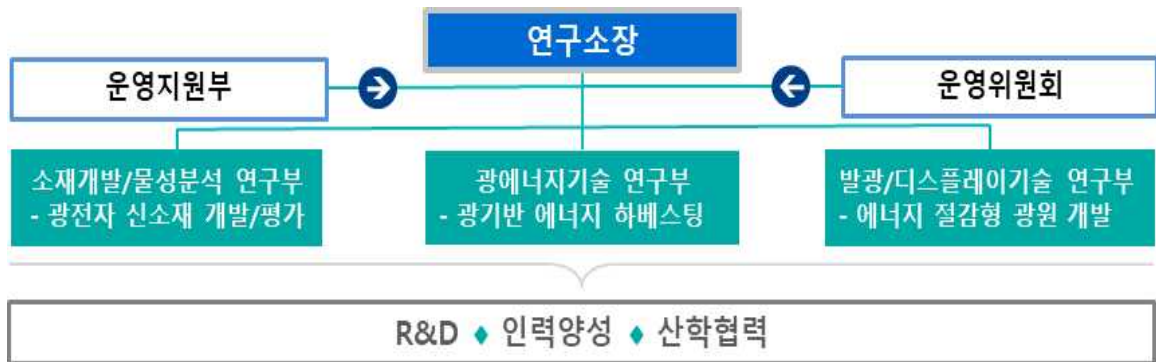 연구소장
운영지원부
운영위원회
소재개발/물성분석 연구부
- 광전자 신소재 개발/평가
광에너지기술 연구부
- 광기반 에너지 하베스팅
발광/디스플레이기술 연구부
- 에너지 절감형 광원 개발
R&D ♦ 인력양성 ♦ 산학협력